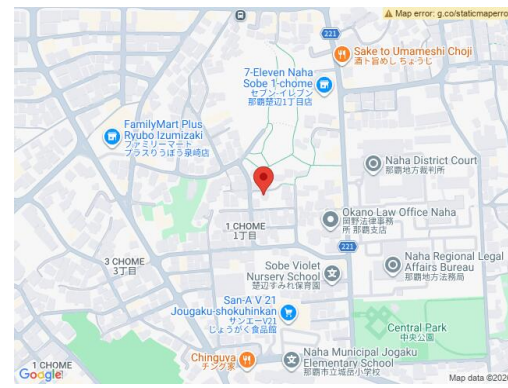 Map error: g.co/staticmaperro
221
Sake to Umameshi Choji
酒ト旨めし ちょうじ
7-Eleven Naha
Sobe 1-chome
セブン-イレブン
那覇楚辺1丁目店
FamilyMart Plus
Ryubo Izumizaki
ファミリーマート
プラスりうぼう泉崎店
Naha District Court
那覇地方裁判所
Okano Law Office Naha
岡野法律事務
所 那覇支店
1 CHOME
1丁目
221
3 CHOME
3丁目
Naha Regional Legal
Affairs Bureau
那覇地方法務局
Sobe Violet
Nursery School
楚辺すみれ保育園
San-A V 21
Jougaku-shokuhinkan
サンエーV21
じょうがく食品館
Central Park
中央公園
Chinguya
チング家
Naha Municipal Jogaku
Elementary School
那覇市立城岳小学校
1 CHOME
1丁目
Google
Map data ©2026